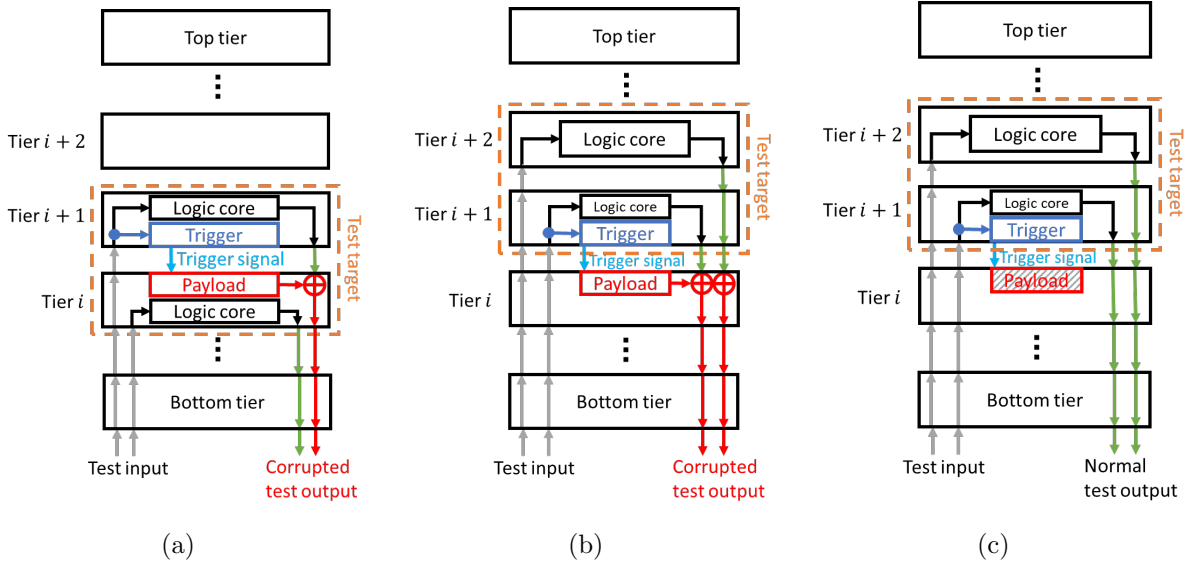 Top tier
⋮
Tier i + 2
Tier i + 1
Logic core
Trigger
Trigger signal
Tier i
Payload
Logic core
⋮
Bottom tier
Test target
Test input
Corrupted
test output
(a)
Top tier
⋮
Tier i + 2
Logic core
Tier i + 1
Logic core
Trigger
Trigger signal
Tier i
Payload
⋮
Bottom tier
Test target
Test input
Corrupted
test output
(b)
Top tier
⋮
Tier i + 2
Logic core
Tier i + 1
Logic core
Trigger
Trigger signal
Tier i
Payload
⋮
Bottom tier
Test target
Test input
Normal
test output
(c)